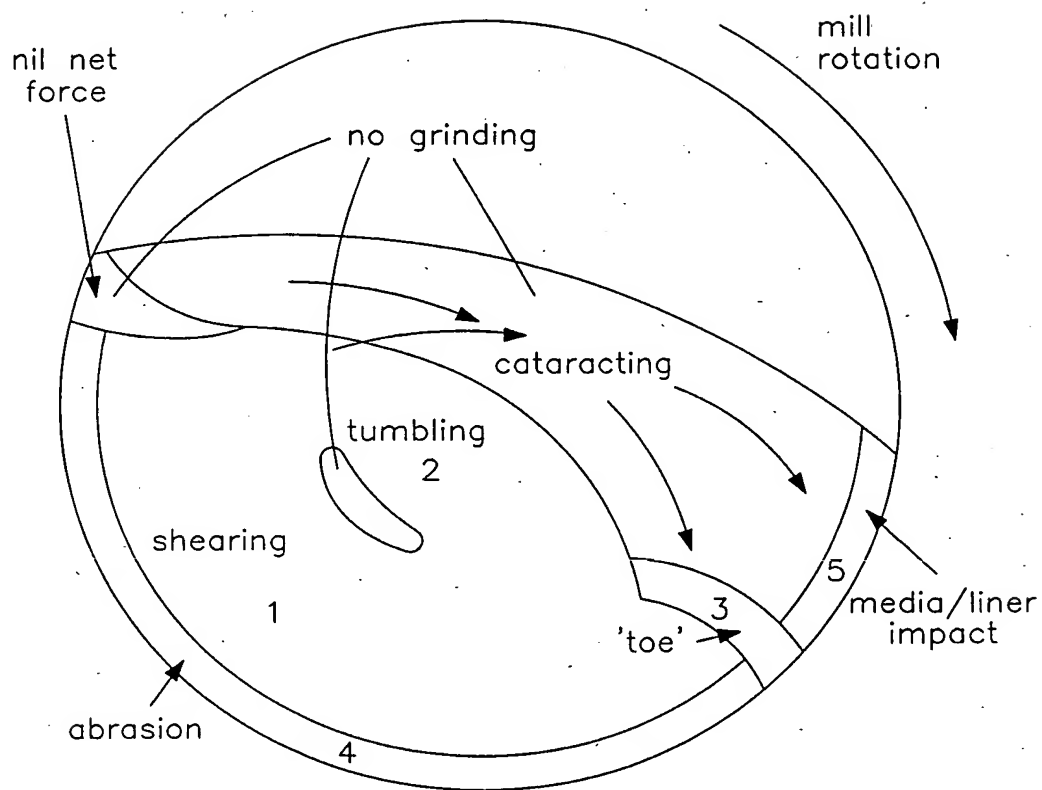 mill
rotation
nil net
force
no grinding
cataracting
tumbling
2
shearing
1
5
3
media/liner
impact
'toe'
abrasion
4